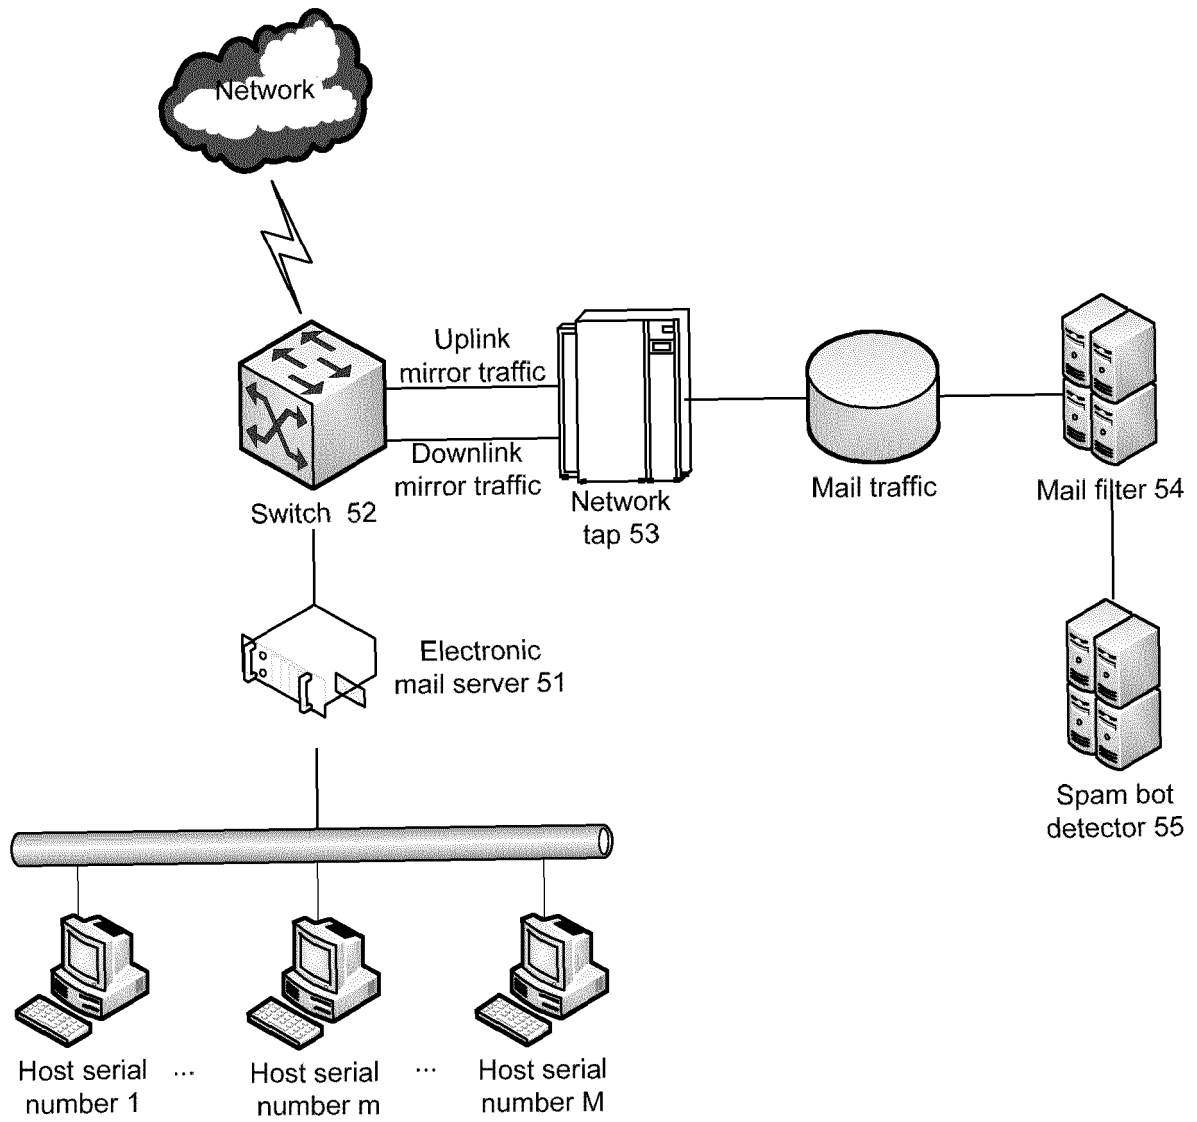 Network
Uplink
mirror traffic
Downlink
mirror traffic
Switch 52
Network
tap 53
Mail traffic
Mail filter 54
Electronic
mail server 51
Spam bot
detector 55
Host serial
number 1
...
Host serial
number m
...
Host serial
number M